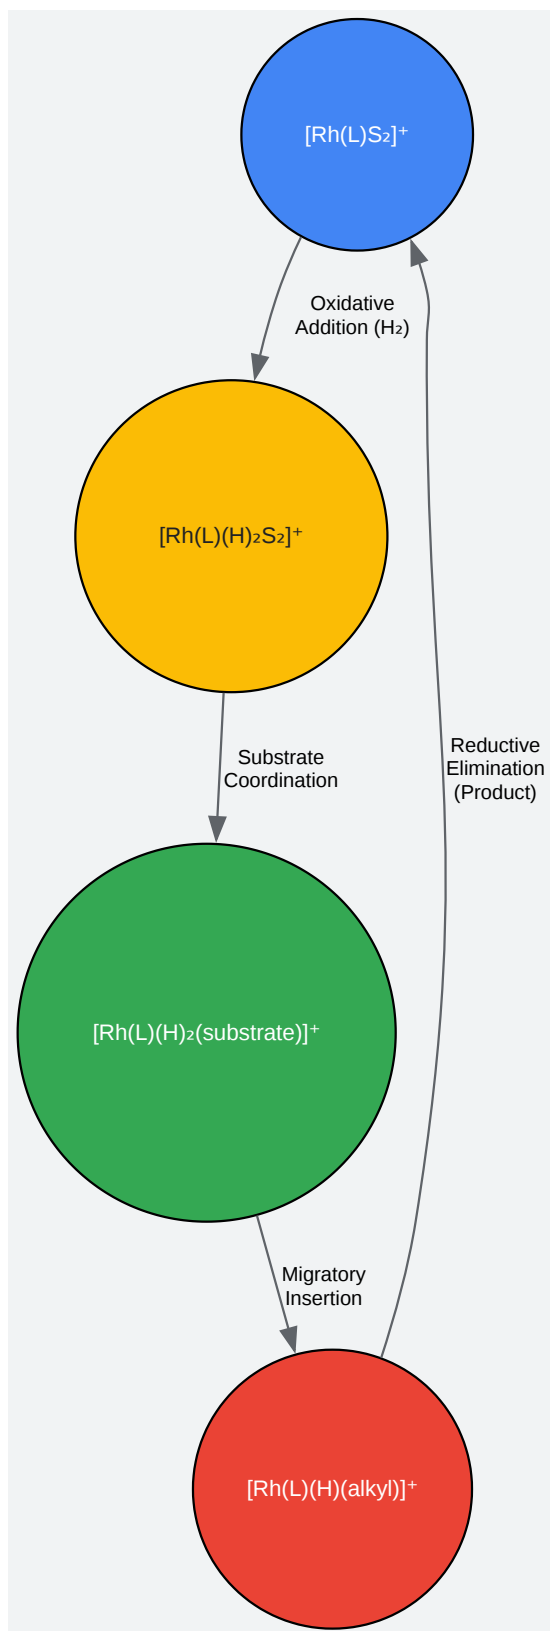 [Rh(L)S₂]⁺
Oxidative
Addition (H₂)
[Rh(L)(H)₂S₂]⁺
Substrate
Coordination
Reductive
Elimination
(Product)
[Rh(L)(H)₂(substrate)]⁺
Migratory
Insertion
[Rh(L)(H)(alkyl)]⁺